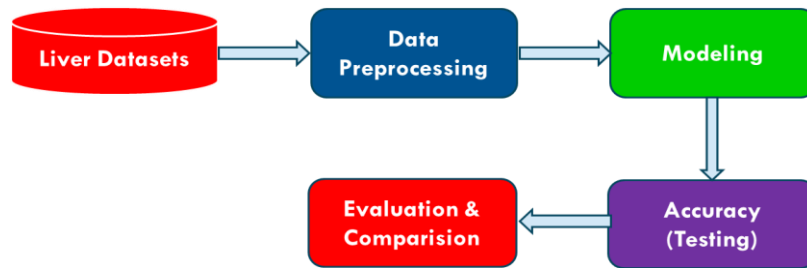 Liver Datasets
Data
Preprocessing
Modeling
Accuracy
(Testing)
Evaluation &
Comparision